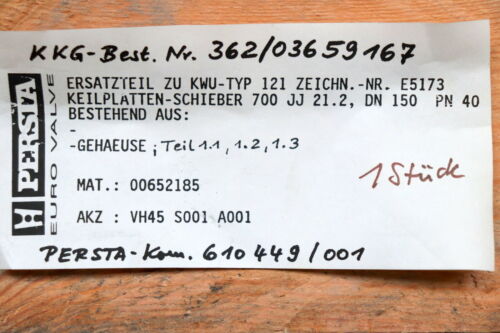 KKG-Best. Nr. 362/03659167
PERSTA
EURO VALVE
ERSATZTEIL ZU KWU-TYP 121 ZEICHN.-NR. E5173
KEILPLATTEN-SCHIEBER 700 JJ 21.2, DN 150 PN 40
BESTEHEND AUS:
-
-GEHAEUSE ; Teil 1.1, 1.2, 1.3
1 Stück
MAT.: 00652185
AKZ : VH45 S001 A001
PERSTA-Kom. 610 449/001